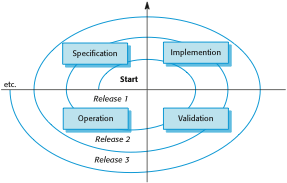 Specification
Implemention
Start
etc.
Release 1
Operation
Validation
Release 2
Release 3